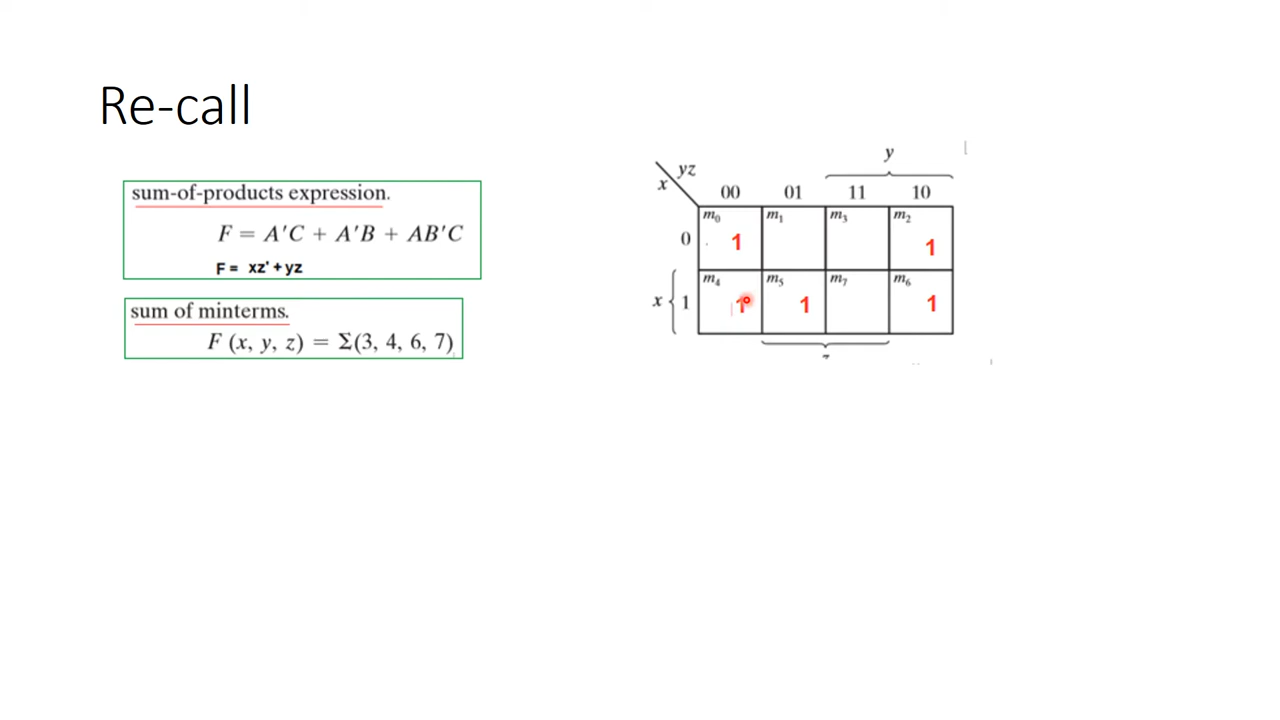 Re-call
sum-of-products expression.
F = A'C + A'B + AB'C
F = xz' + yz
sum of minterms.
F (x, y, z) = Σ(3, 4, 6, 7)
y
yz
x
00 01 11 10
m0 m1 m3 m2
0 1 1
m4 m5 m7 m6
x 1 1 1 1